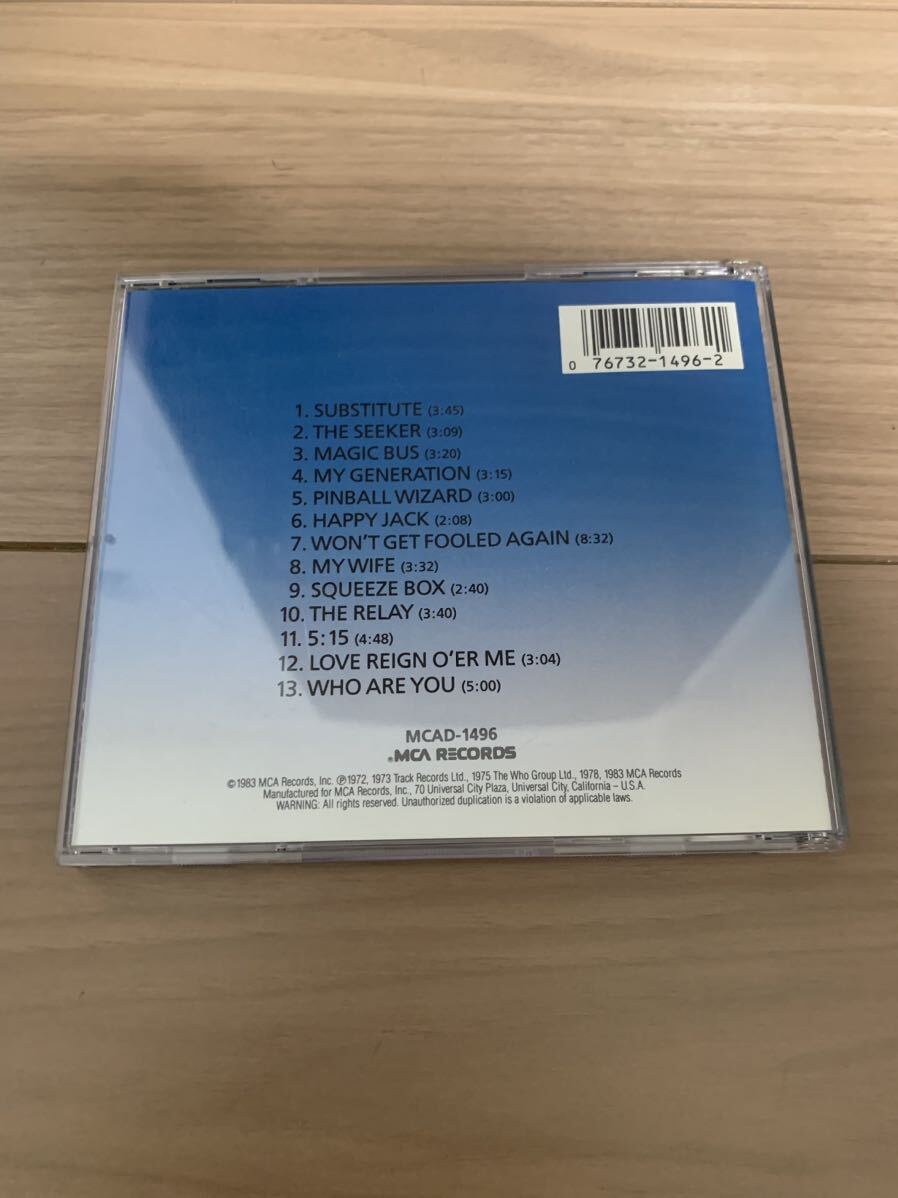 0 76732-1496-2
1. SUBSTITUTE (3:45)
2. THE SEEKER (3:09)
3. MAGIC BUS (3:20)
4. MY GENERATION (3:15)
5. PINBALL WIZARD (3:00)
6. HAPPY JACK (2:08)
7. WON'T GET FOOLED AGAIN (8:32)
8. MY WIFE (3:32)
9. SQUEEZE BOX (2:40)
10. THE RELAY (3:40)
11. 5:15 (4:48)
12. LOVE REIGN O'ER ME (3:04)
13. WHO ARE YOU (5:00)
MCAD-1496
MCA RECORDS
©1983 MCA Records, Inc. ℗1972, 1973 Track Records Ltd., 1975 The Who Group Ltd., 1978, 1983 MCA Records
Manufactured for MCA Records, Inc., 70 Universal City Plaza, Universal City, California – U.S.A.
WARNING: All rights reserved. Unauthorized duplication is a violation of applicable laws.